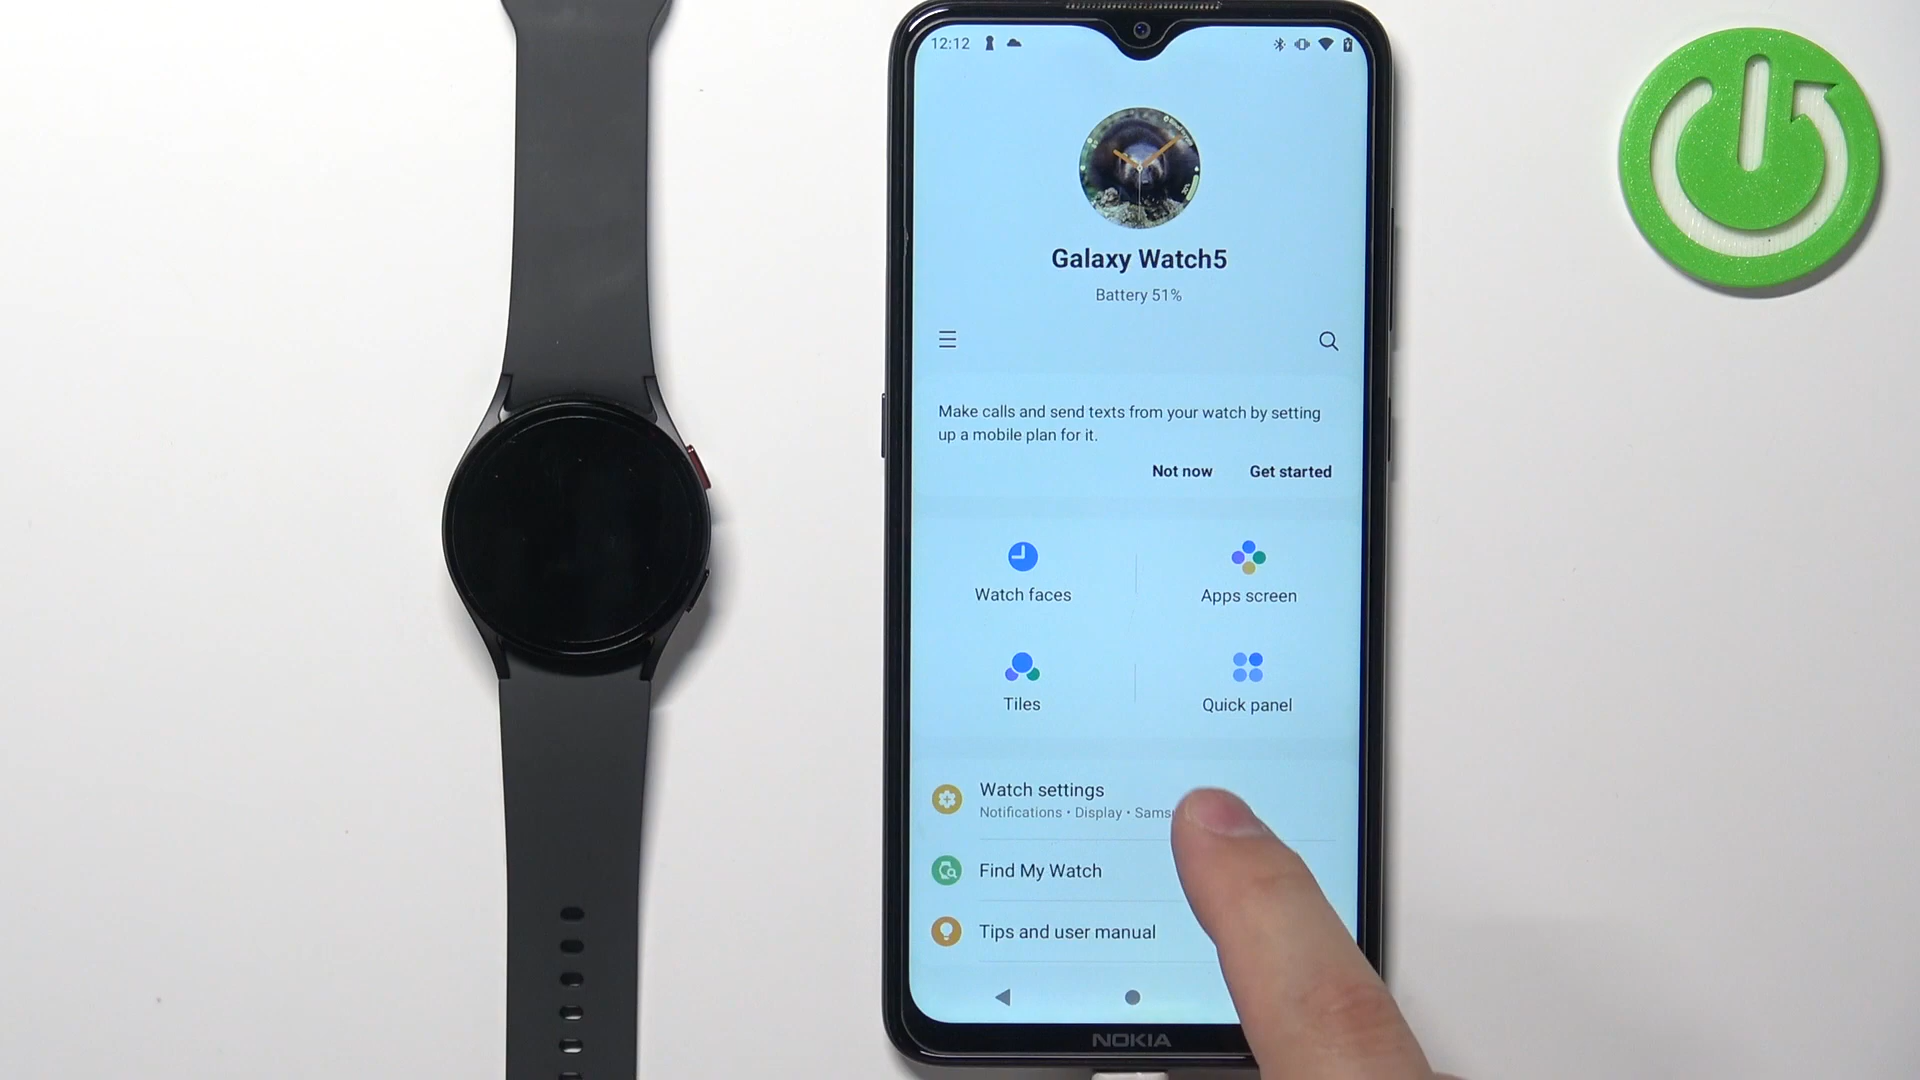 12:12
Galaxy Watch5
Battery 51%
Make calls and send texts from your watch by setting
up a mobile plan for it.
Not now Get started
Watch faces Apps screen
Tiles Quick panel
Watch settings
Notifications • Display • Sams
Find My Watch
Tips and user manual
NOKIA